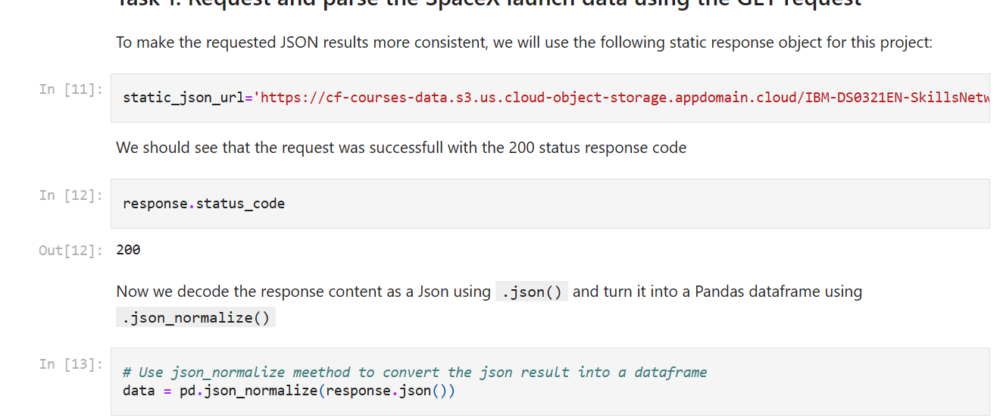 Task 1: Request and parse the SpaceX launch data using the GET request
To make the requested JSON results more consistent, we will use the following static response object for this project:
In [11]:
static_json_url='https://cf-courses-data.s3.us.cloud-object-storage.appdomain.cloud/IBM-DS0321EN-SkillsNetw
We should see that the request was successfull with the 200 status response code
In [12]:
response.status_code
Out[12]:
200
Now we decode the response content as a Json using .json() and turn it into a Pandas dataframe using
.json_normalize()
In [13]:
# Use json_normalize meethod to convert the json result into a dataframe
data = pd.json_normalize(response.json())